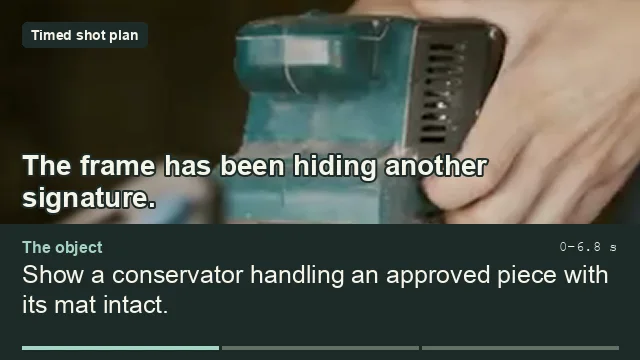 Timed shot plan
The frame has been hiding another
signature.
The object
0–6.8 s
Show a conservator handling an approved piece with
its mat intact.